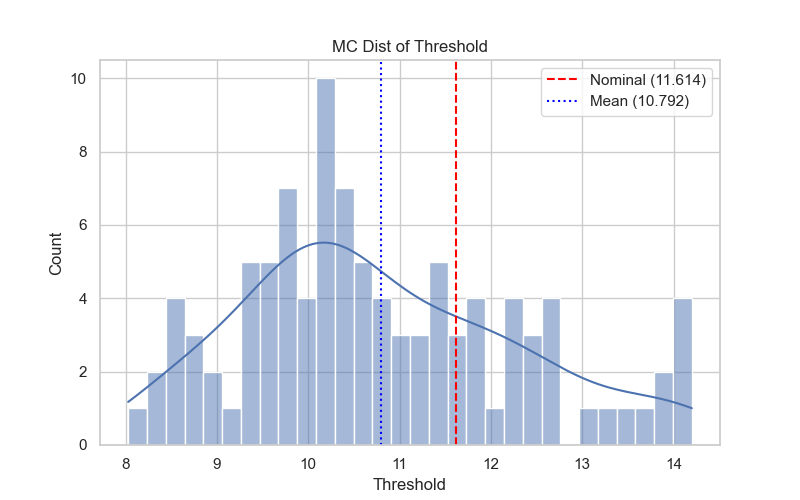 MC Dist of Threshold
Nominal (11.614)
Mean (10.792)
Count
10
8
6
4
2
0
8 9 10 11 12 13 14
Threshold